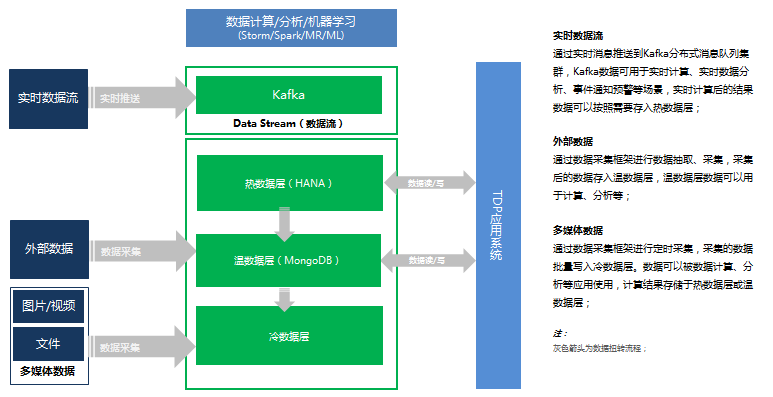 数据计算/分析/机器学习
(Storm/Spark/MR/ML)
实时数据流
实时推送
Kafka
Data Stream（数据流）
热数据层（HANA）
数据读/写
外部数据
数据采集
温数据层（MongoDB）
数据读/写
图片/视频
文件
多媒体数据
数据采集
冷数据层
TDP应用系统
实时数据流
通过实时消息推送到Kafka分布式消息队列集
群，Kafka数据可用于实时计算、实时数据分
析、事件通知预警等场景，实时计算后的结果
数据可以按照需要存入热数据层；
外部数据
通过数据采集框架进行数据抽取、采集，采集
后的数据存入温数据层，温数据层数据可以用
于计算、分析等；
多媒体数据
通过数据采集框架进行定时采集，采集的数据
批量写入冷数据层。数据可以被数据计算、分
析等应用使用，计算结果存储于热数据层或温
数据层；
注：
灰色箭头为数据扭转流程；